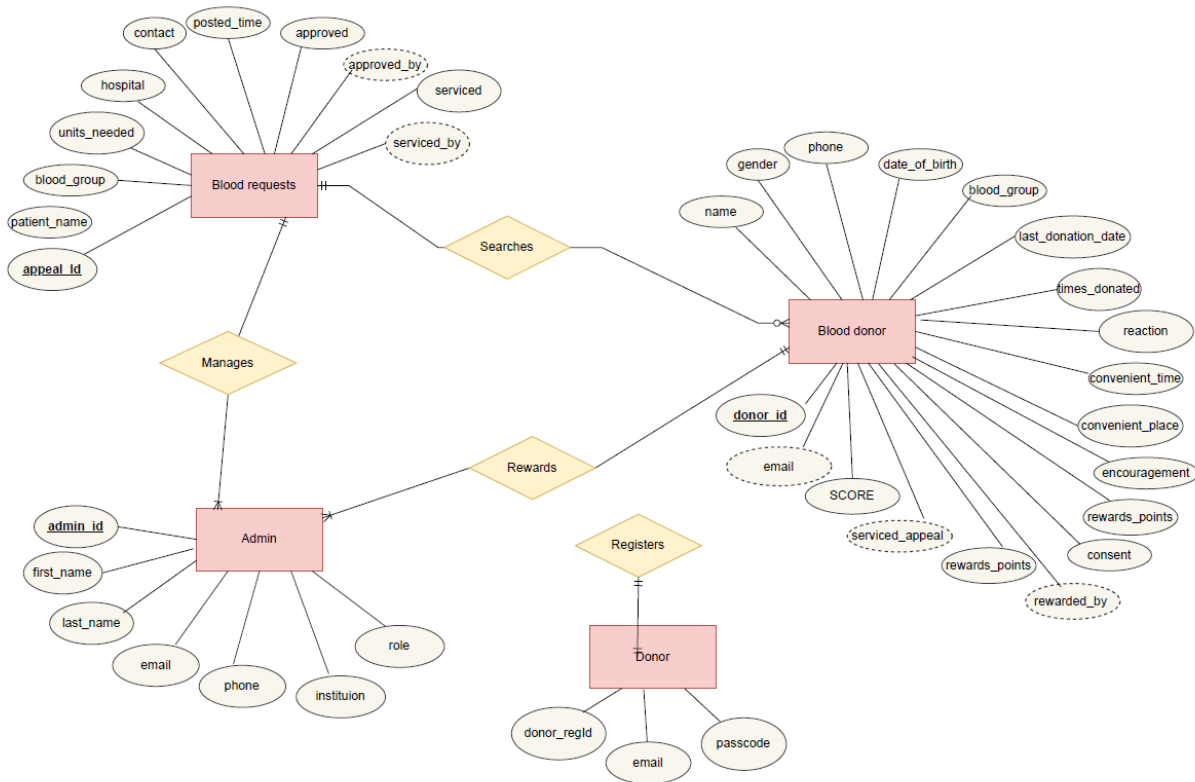 posted_time
contact
approved
approved_by
hospital
serviced
units_needed
serviced_by
blood_group
Blood requests
patient_name
appeal_Id
Searches
phone
gender
date_of_birth
blood_group
name
last_donation_date
times_donated
Blood donor
reaction
convenient_time
convenient_place
donor_id
email
encouragement
SCORE
rewards_points
serviced_appeal
consent
rewards_points
rewarded_by
Manages
Rewards
admin_id
Admin
first_name
last_name
email
phone
instituion
role
Registers
Donor
donor_regId
email
passcode